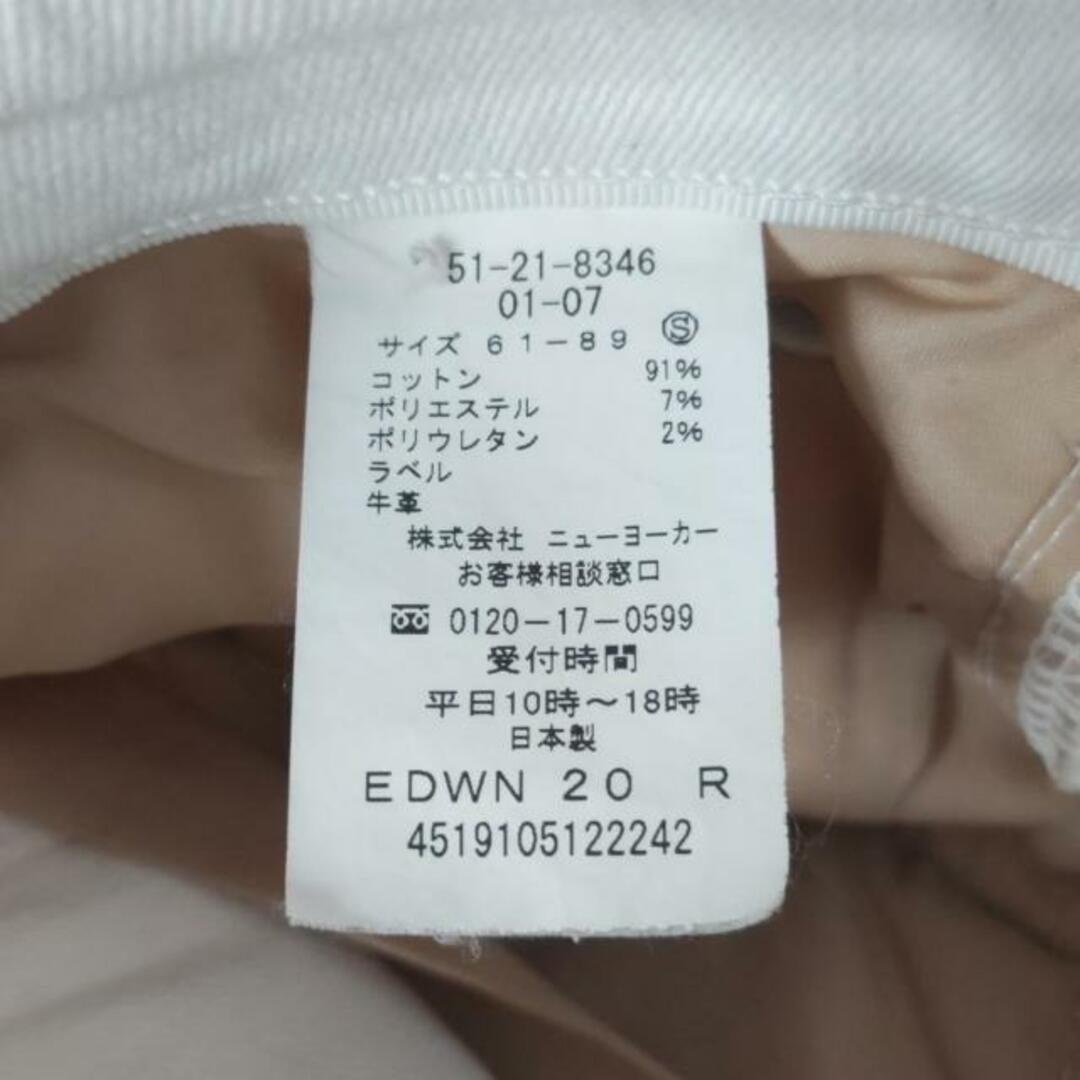 51-21-8346
01-07
サイズ 61-89 Ⓢ
コットン 91%
ポリエステル 7%
ポリウレタン 2%
ラベル
牛革
株式会社 ニューヨーカー
お客様相談窓口
0120-17-0599
受付時間
平日10時〜18時
日本製
EDWN 20 R
4519105122242